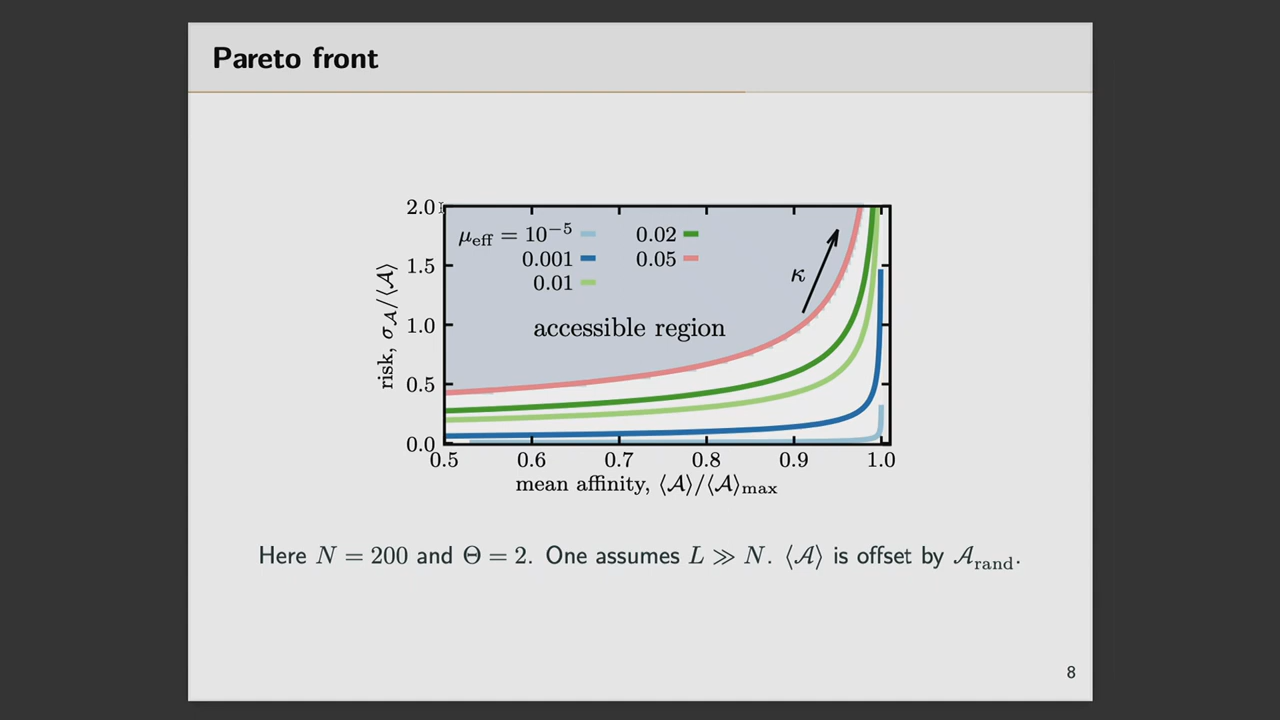 Pareto front
2.0
1.5
1.0
0.5
0.0
risk, σ_𝒜/⟨𝒜⟩
μ_eff = 10⁻⁵
0.001
0.01
0.02
0.05
κ
accessible region
0.5 0.6 0.7 0.8 0.9 1.0
mean affinity, ⟨𝒜⟩/⟨𝒜⟩_max
Here N = 200 and Θ = 2. One assumes L ≫ N. ⟨𝒜⟩ is offset by 𝒜_rand.
8